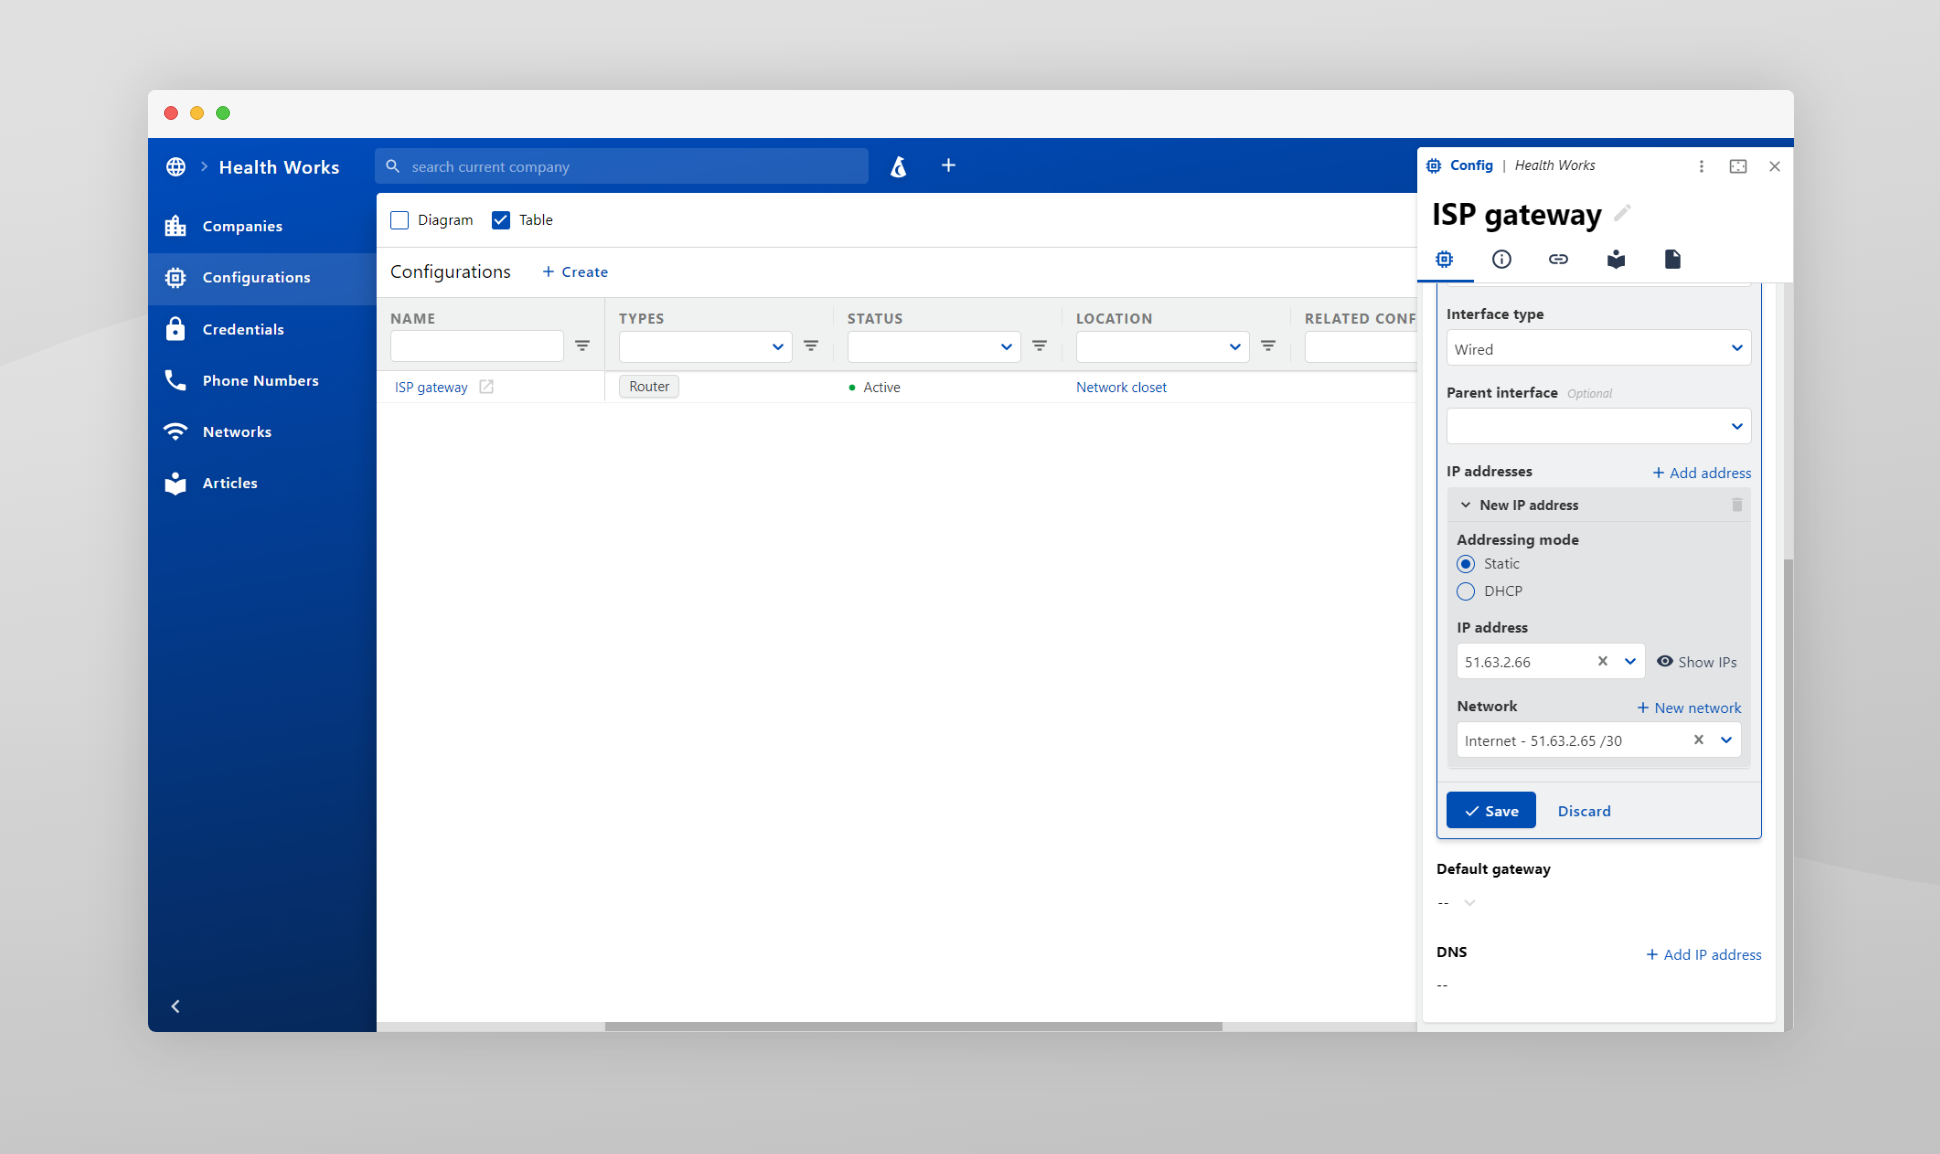 Health Works
search current company
Companies
Configurations
Credentials
Phone Numbers
Networks
Articles
Diagram
Table
Configurations
+ Create
NAME
TYPES
STATUS
LOCATION
RELATED CONF
ISP gateway
Router
Active
Network closet
Config | Health Works
ISP gateway
Interface type
Wired
Parent interface Optional
IP addresses
+ Add address
New IP address
Addressing mode
Static
DHCP
IP address
51.63.2.66
Show IPs
Network
+ New network
Internet - 51.63.2.65 /30
Save
Discard
Default gateway
--
DNS
+ Add IP address
--